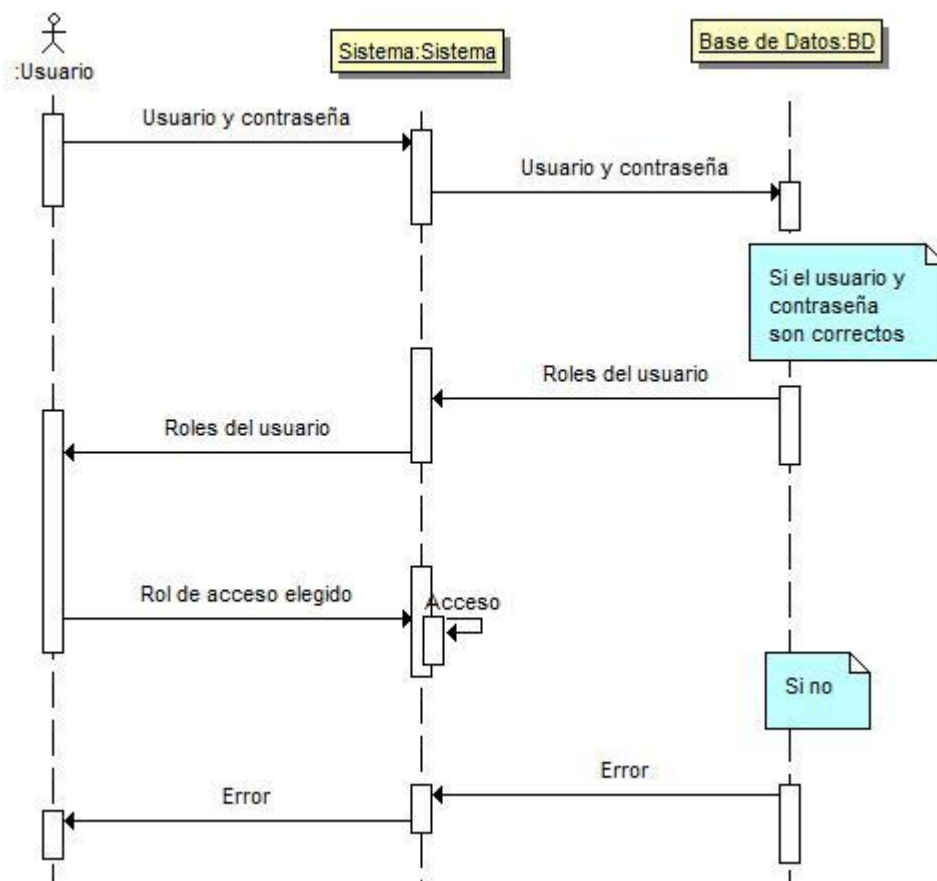 :Usuario
Sistema:Sistema
Base de Datos:BD
Usuario y contraseña
Usuario y contraseña
Si el usuario y
contraseña
son correctos
Roles del usuario
Roles del usuario
Rol de acceso elegido
Acceso
Si no
Error
Error